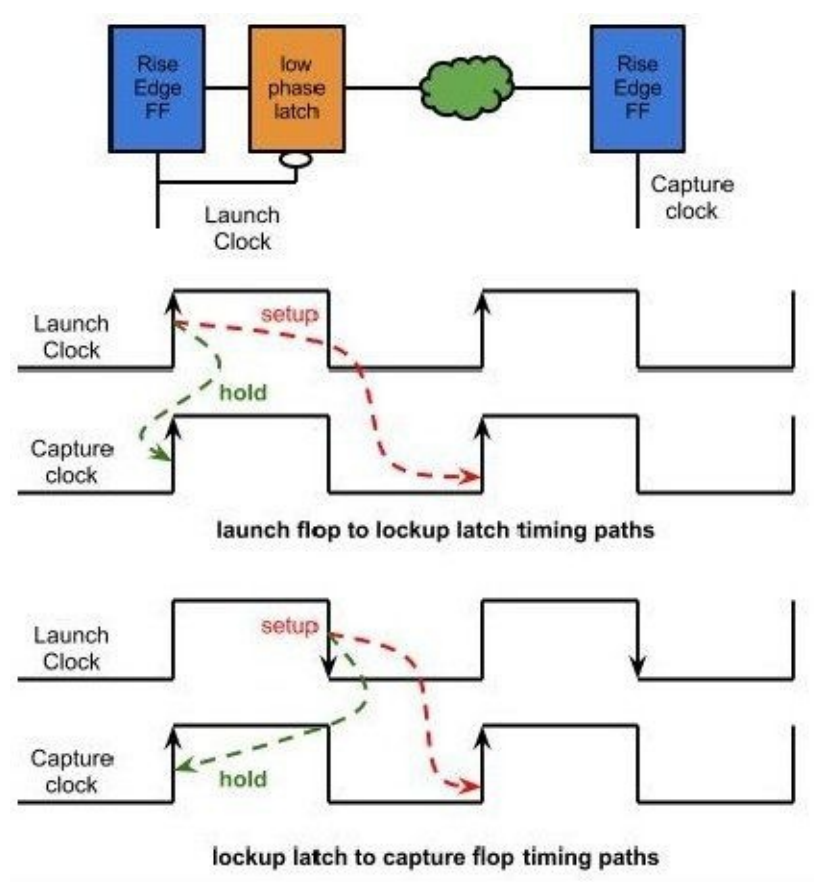 Rise
Edge
FF
low
phase
latch
Rise
Edge
FF
Launch
Clock
Capture
clock
setup
Launch
Clock
hold
Capture
clock
launch flop to lockup latch timing paths
setup
Launch
Clock
Capture
clock
hold
lockup latch to capture flop timing paths